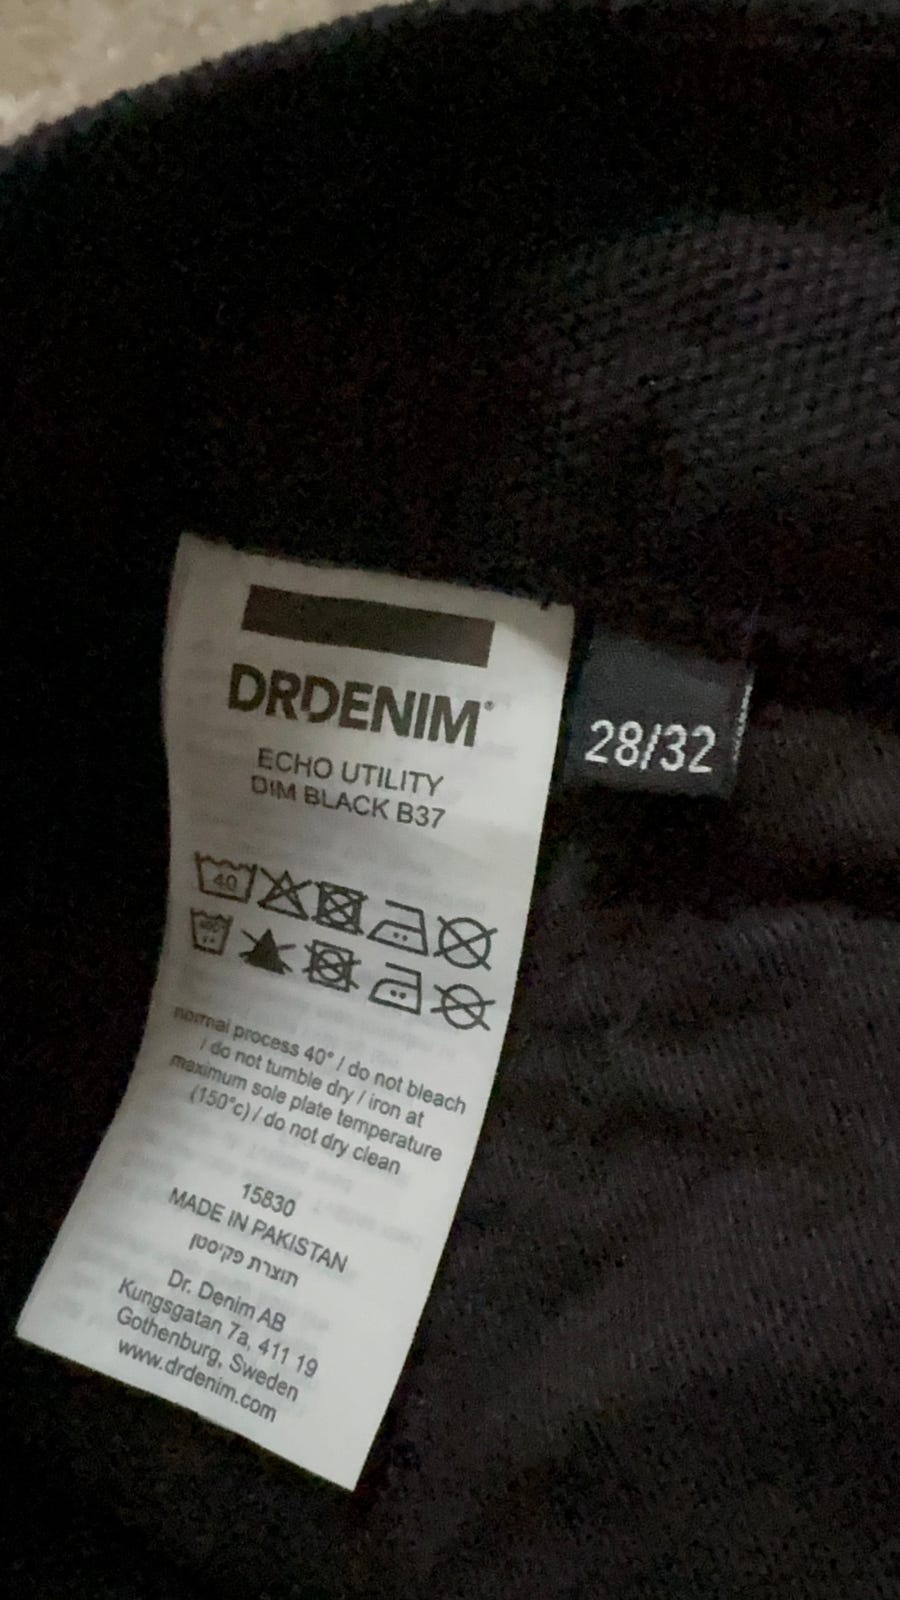 DRDENIM®
ECHO UTILITY
DIM BLACK B37
28/32
40
normal process 40° / do not bleach
/ do not tumble dry / iron at
maximum sole plate temperature
(150°c) / do not dry clean
15830
MADE IN PAKISTAN
תוצרת פקיסטן
Dr. Denim AB
Kungsgatan 7a, 411 19
Gothenburg, Sweden
www.drdenim.com